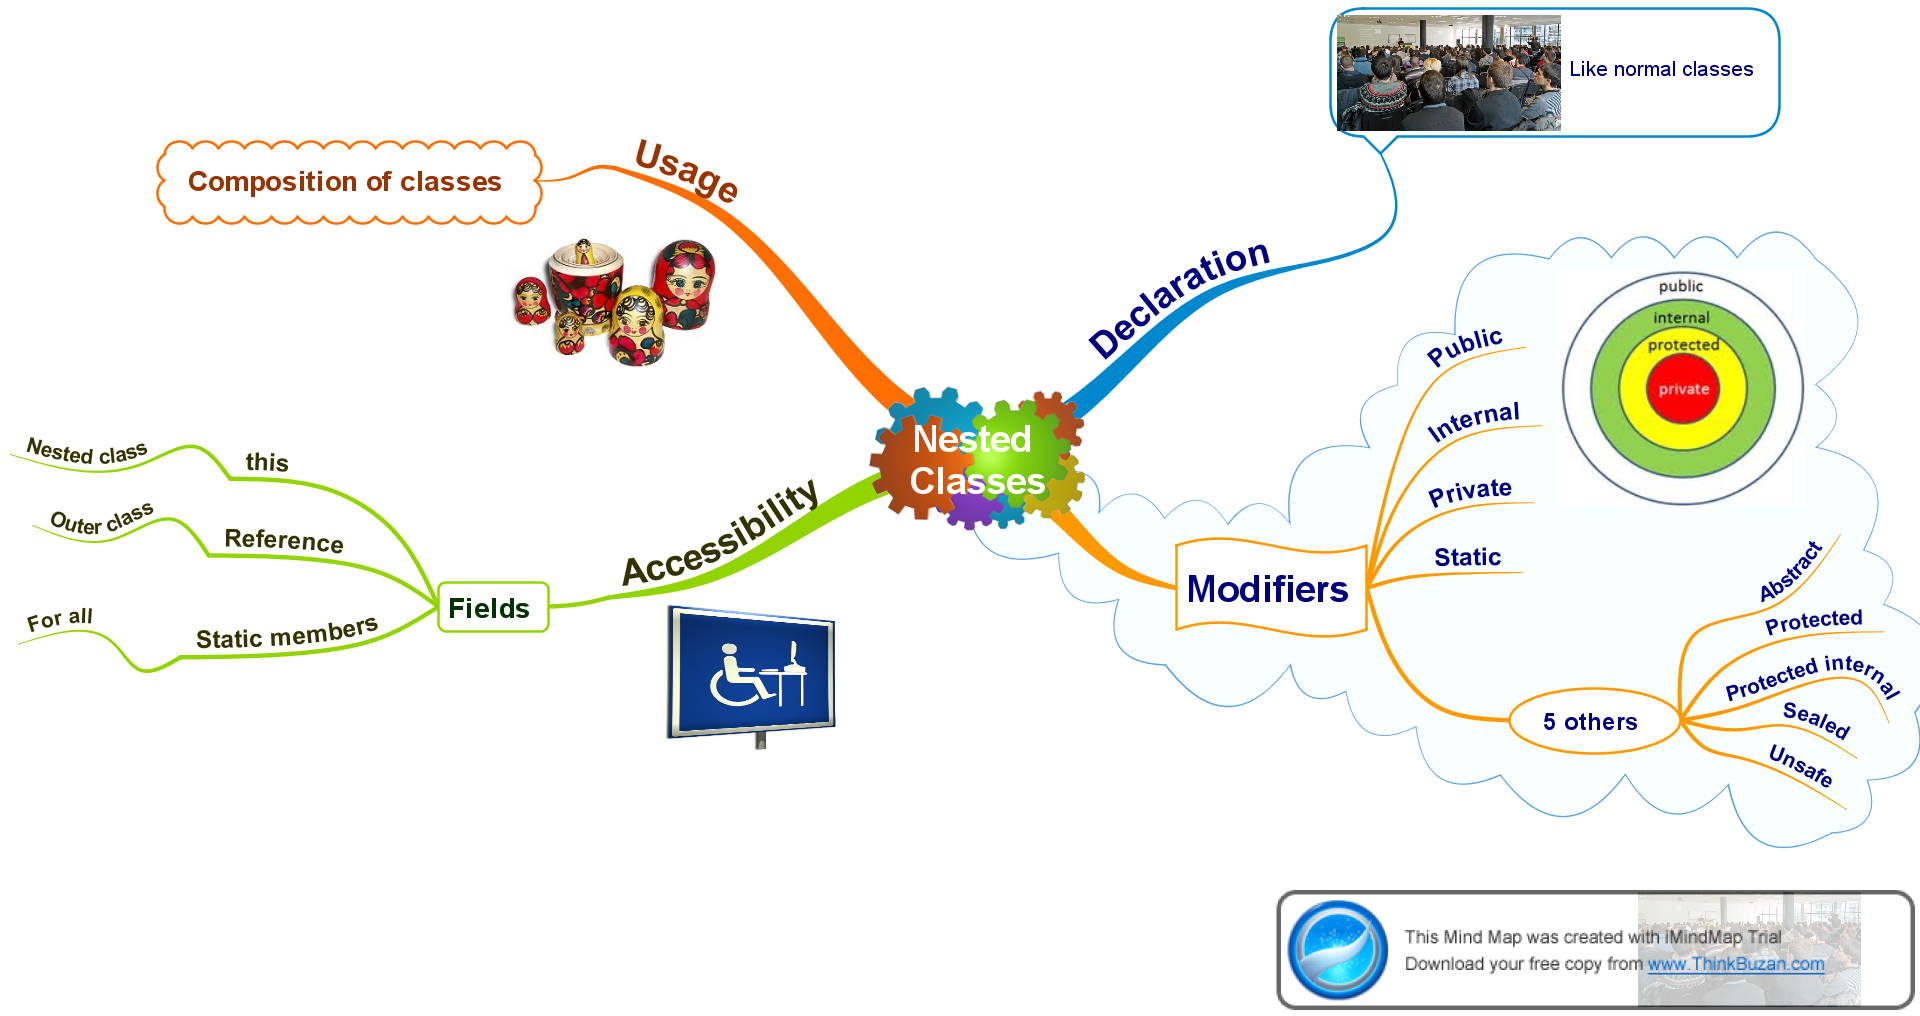 Like normal classes
Usage
Composition of classes
Declaration
public
internal
protected
private
Public
Internal
Private
Static
Nested
Classes
Accessibility
Nested class
this
Outer class
Reference
For all
Static members
Fields
Modifiers
Abstract
Protected
Protected internal
Sealed
Unsafe
5 others
This Mind Map was created with iMindMap Trial
Download your free copy from www.ThinkBuzan.com